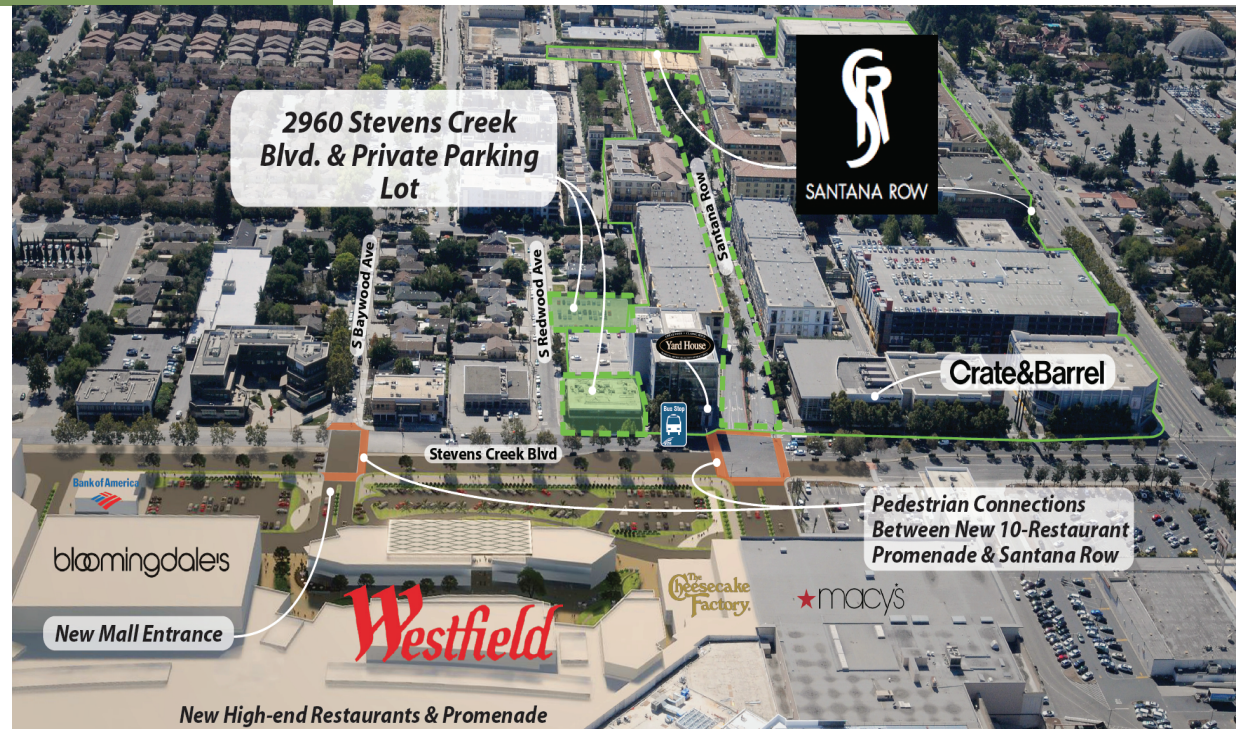 2960 Stevens Creek
Blvd. & Private Parking
Lot
SANTANA ROW
Santana Row
S Baywood Ave
S Redwood Ave
Yard House
Crate&Barrel
Bus Stop
Stevens Creek Blvd
Bank of America
Pedestrian Connections
Between New 10-Restaurant
Promenade & Santana Row
bloomingdale's
The
Cheesecake
Factory.
macy's
New Mall Entrance
Westfield
New High-end Restaurants & Promenade